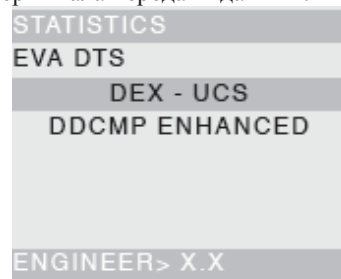 STATISTICS
EVA DTS
DEX - UCS
DDCMP ENHANCED
ENGINEER> X.X